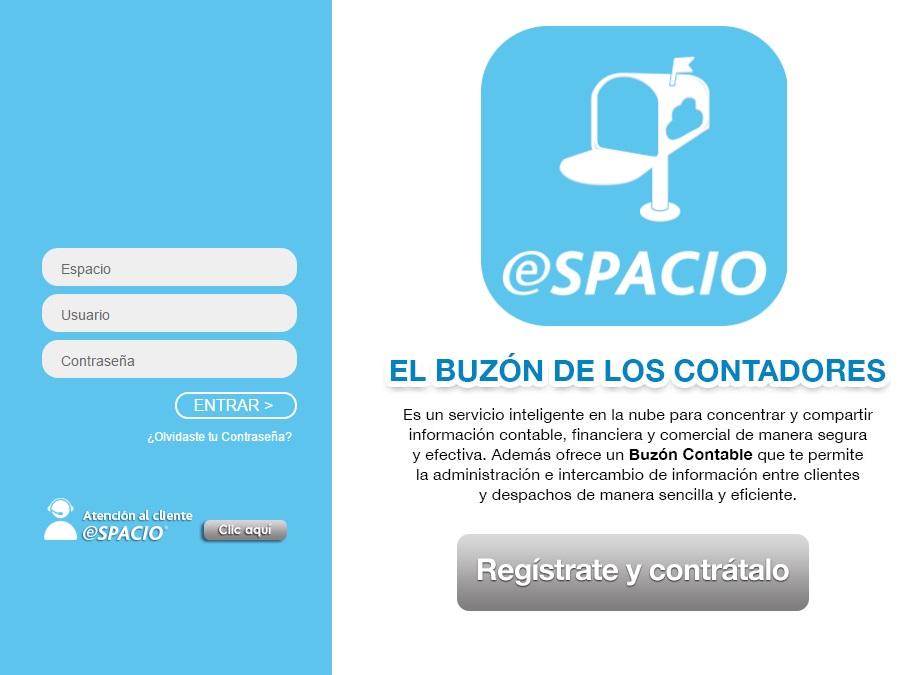 Espacio
Usuario
Contraseña
ENTRAR >
¿Olvidaste tu Contraseña?
Atención al cliente
@SPACIO
Clic aquí
@SPACIO
EL BUZÓN DE LOS CONTADORES
Es un servicio inteligente en la nube para concentrar y compartir
información contable, financiera y comercial de manera segura
y efectiva. Además ofrece un Buzón Contable que te permite
la administración e intercambio de información entre clientes
y despachos de manera sencilla y eficiente.
Regístrate y contrátalo